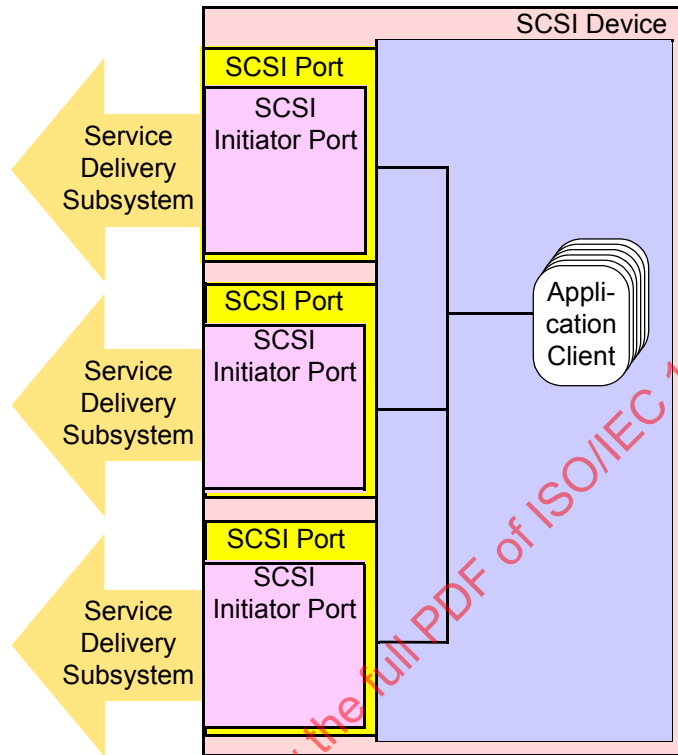 SCSI Device
SCSI Port
SCSI
Initiator Port
Service
Delivery
Subsystem
SCSI Port
SCSI
Initiator Port
Service
Delivery
Subsystem
Appli-
cation
Client
SCSI Port
SCSI
Initiator Port
Service
Delivery
Subsystem
the full PDF of ISO/IEC 1